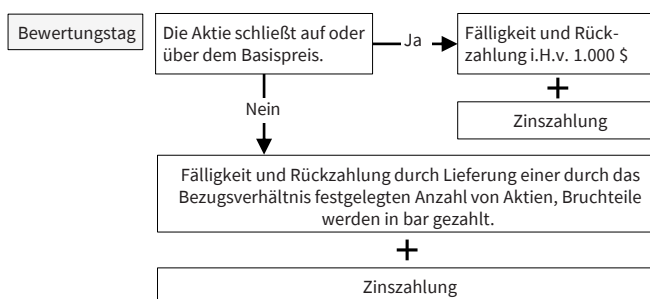 Bewertungstag
Die Aktie schließt auf oder
über dem Basispreis.
Ja
Fälligkeit und Rück-
zahlung i.H.v. 1.000 $
+
Zinszahlung
Nein
Fälligkeit und Rückzahlung durch Lieferung einer durch das
Bezugsverhältnis festgelegten Anzahl von Aktien, Bruchteile
werden in bar gezahlt.
+
Zinszahlung